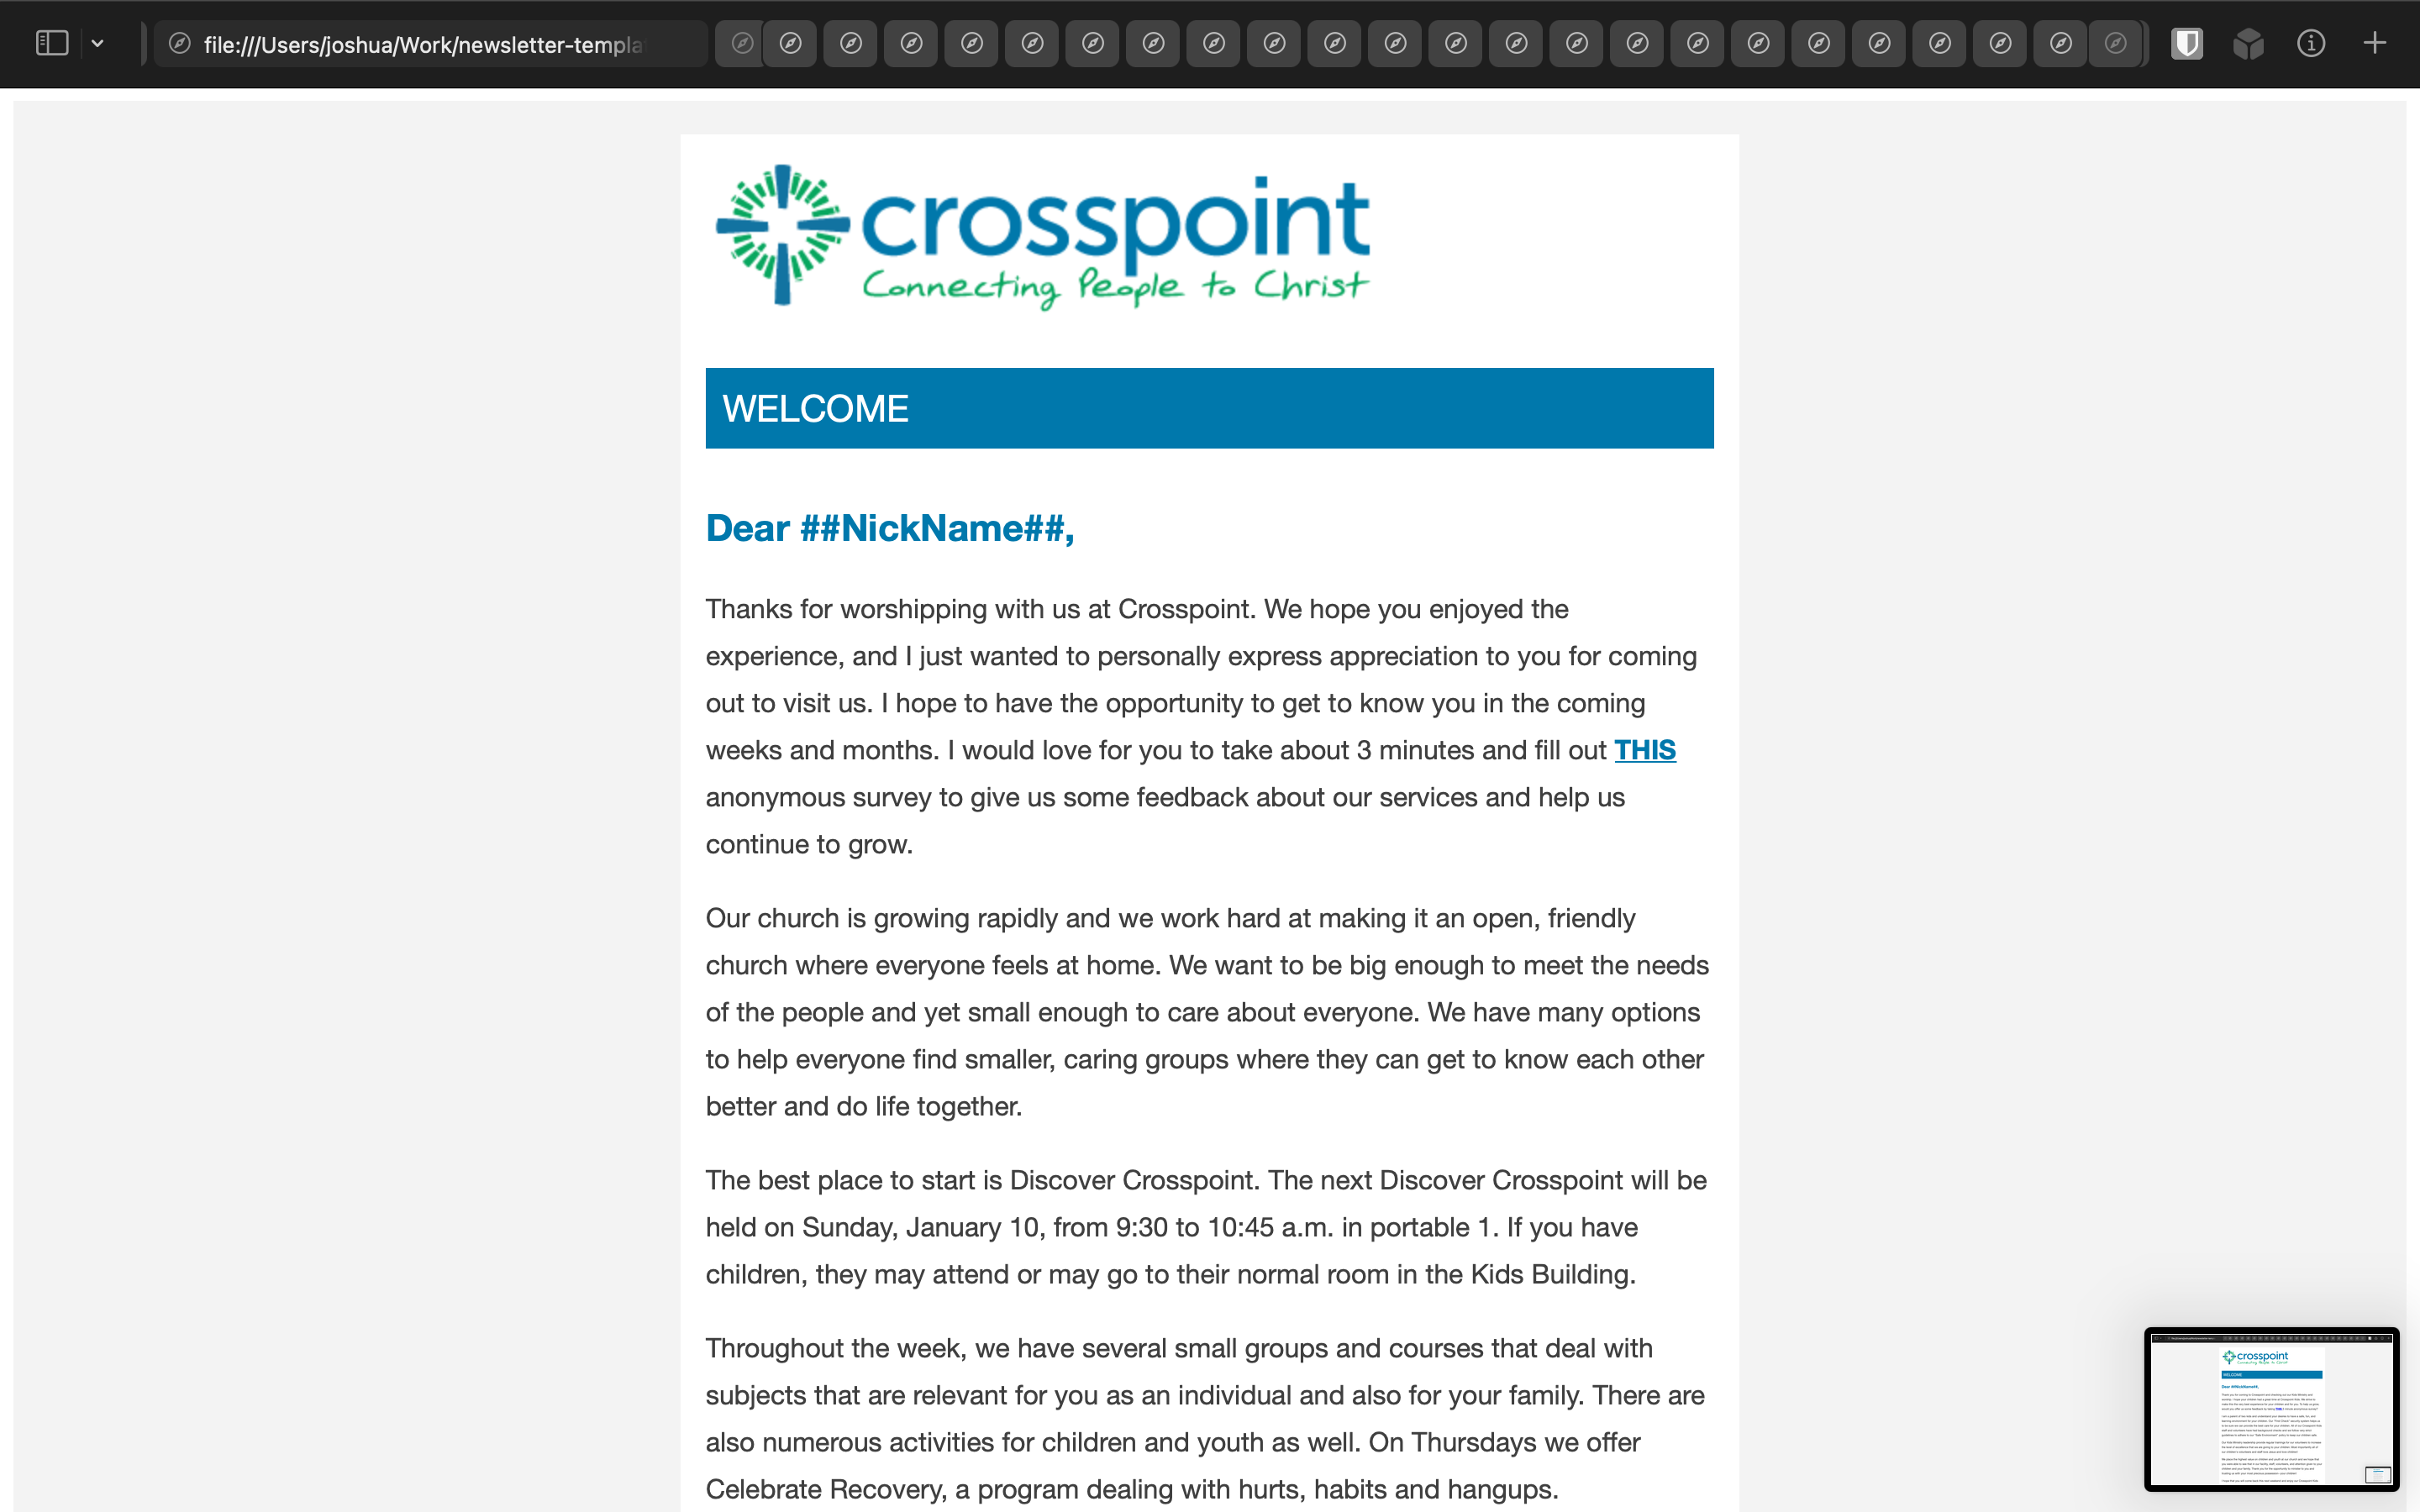 file:///Users/joshua/Work/newsletter-templa
crosspoint
Connecting People to Christ
WELCOME
Dear ##NickName##,
Thanks for worshipping with us at Crosspoint. We hope you enjoyed the
experience, and I just wanted to personally express appreciation to you for coming
out to visit us. I hope to have the opportunity to get to know you in the coming
weeks and months. I would love for you to take about 3 minutes and fill out THIS
anonymous survey to give us some feedback about our services and help us
continue to grow.
Our church is growing rapidly and we work hard at making it an open, friendly
church where everyone feels at home. We want to be big enough to meet the needs
of the people and yet small enough to care about everyone. We have many options
to help everyone find smaller, caring groups where they can get to know each other
better and do life together.
The best place to start is Discover Crosspoint. The next Discover Crosspoint will be
held on Sunday, January 10, from 9:30 to 10:45 a.m. in portable 1. If you have
children, they may attend or may go to their normal room in the Kids Building.
Throughout the week, we have several small groups and courses that deal with
subjects that are relevant for you as an individual and also for your family. There are
also numerous activities for children and youth as well. On Thursdays we offer
Celebrate Recovery, a program dealing with hurts, habits and hangups.
crosspoint
Connecting People to Christ
WELCOME
Dear ##NickName##,